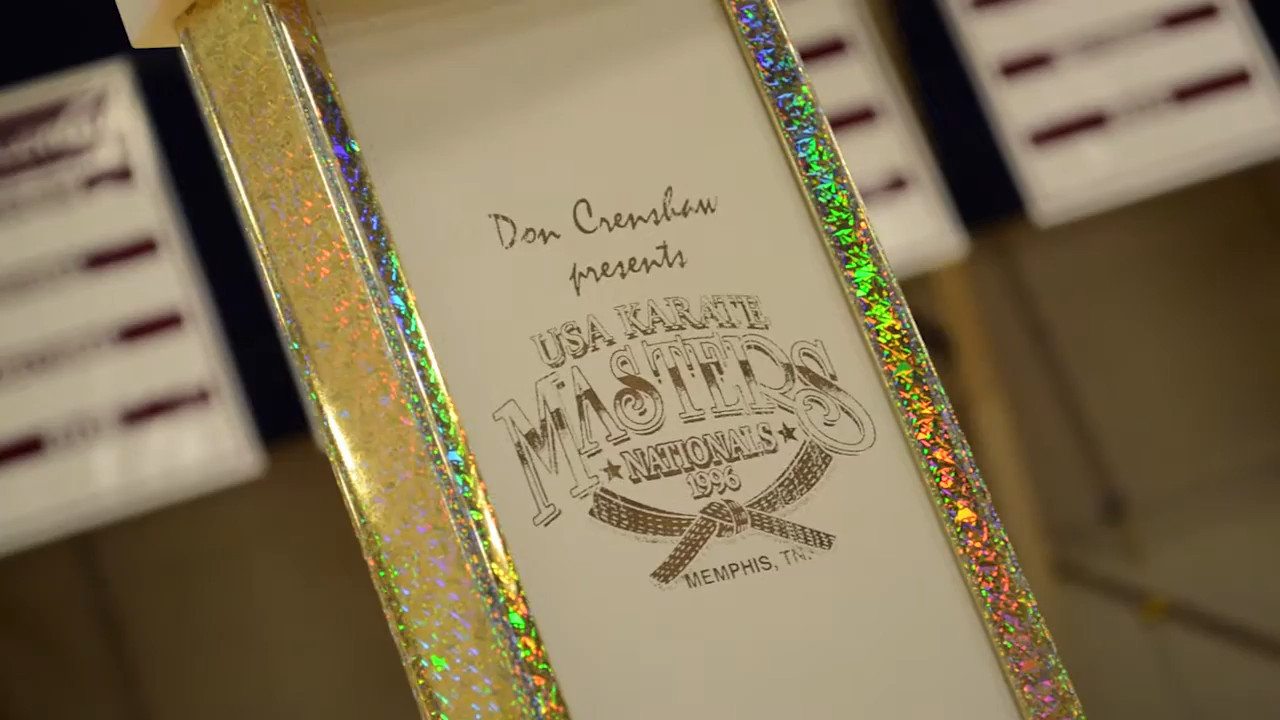 Don Crenshaw
presents
USA KARATE
MASTERS
NATIONALS
1996
MEMPHIS, TN.